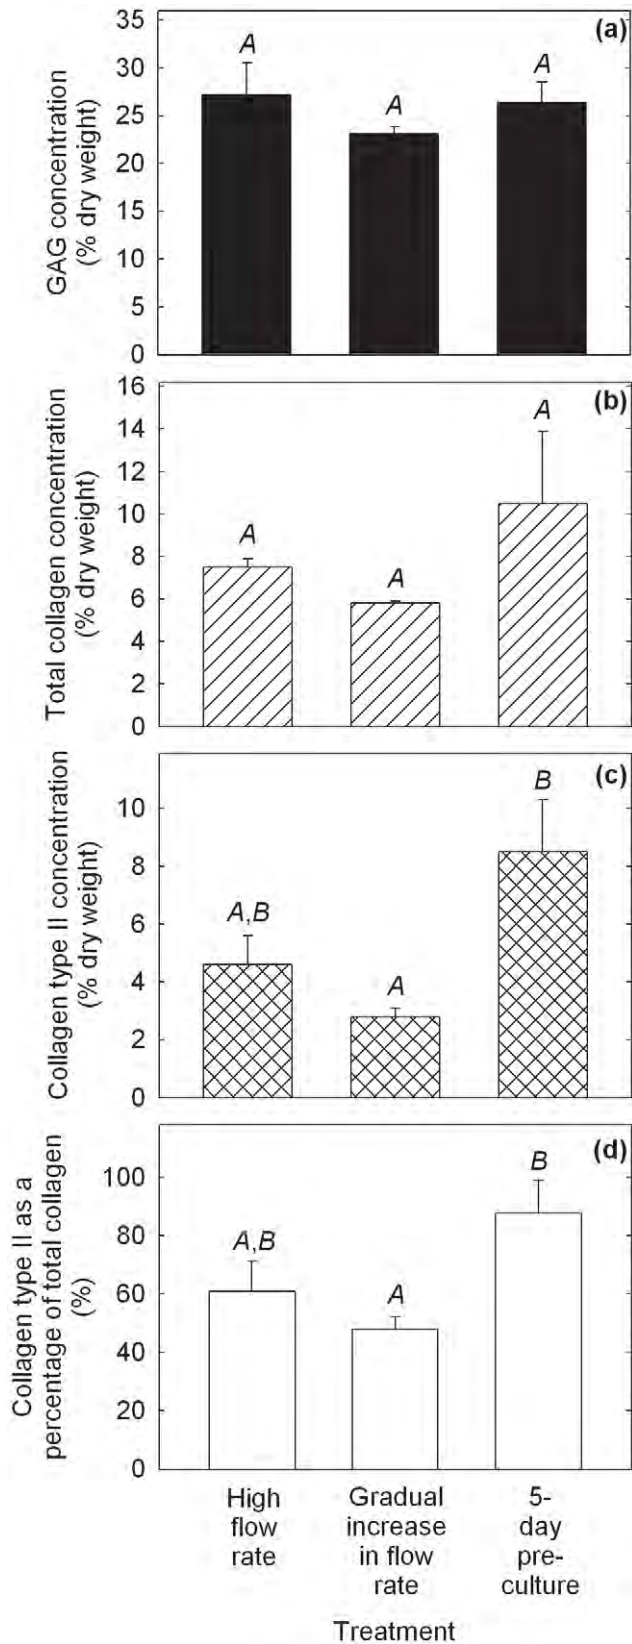 (a)
GAG concentration
(% dry weight)
35
30
25
20
15
10
5
0
A
A
A
(b)
Total collagen concentration
(% dry weight)
16
14
12
10
8
6
4
2
0
A
A
A
(c)
Collagen type II concentration
(% dry weight)
10
8
6
4
2
0
A,B
A
B
(d)
Collagen type II as a
percentage of total collagen
(%)
100
80
60
40
20
0
A,B
A
B
High
flow
rate
Gradual
increase
in flow
rate
5-
day
pre-
culture
Treatment